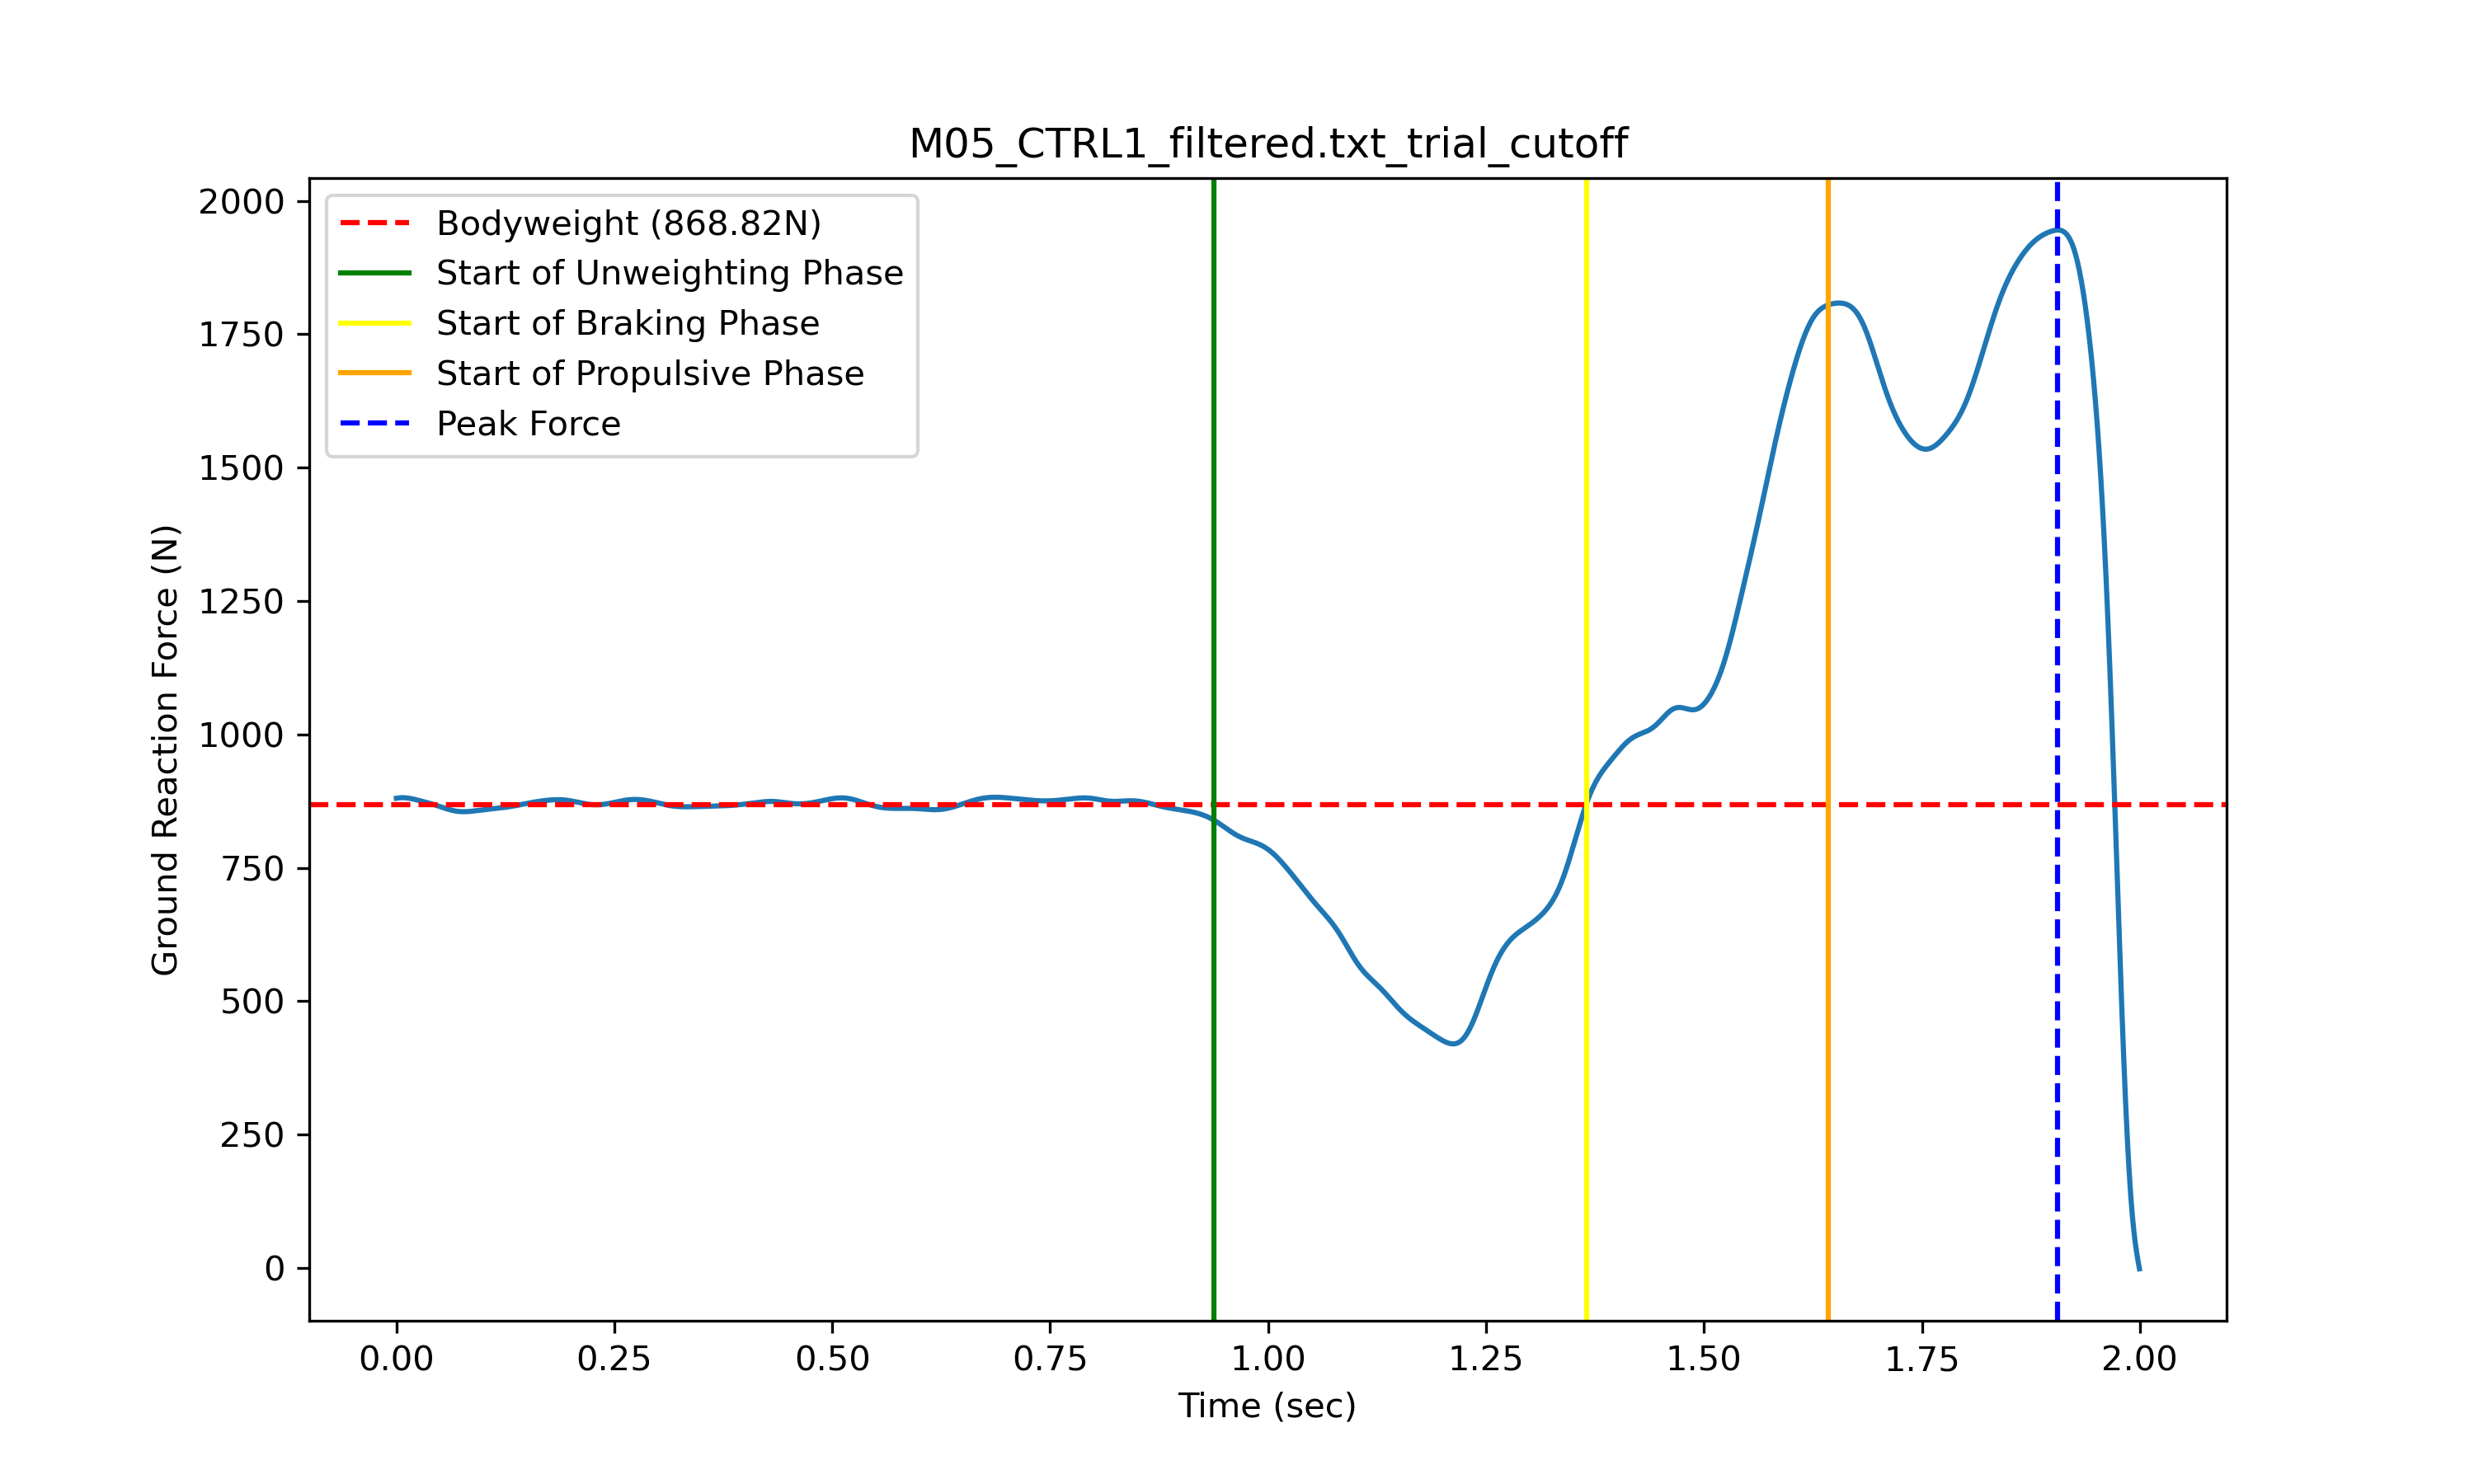 M05_CTRL1_filtered.txt_trial_cutoff
2000
1750
1500
1250
1000
750
500
250
0
Ground Reaction Force (N)
Bodyweight (868.82N)
Start of Unweighting Phase
Start of Braking Phase
Start of Propulsive Phase
Peak Force
0.00 0.25 0.50 0.75 1.00 1.25 1.50 1.75 2.00
Time (sec)